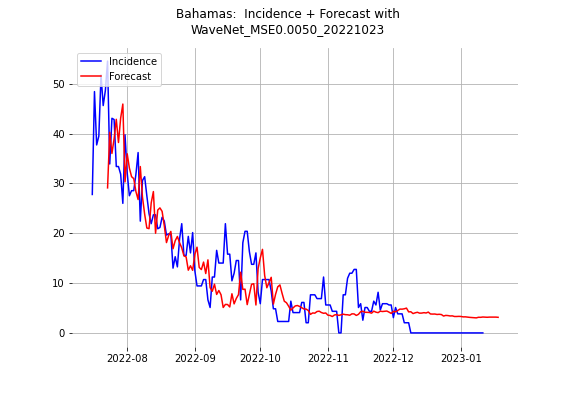 Bahamas:  Incidence + Forecast with
WaveNet_MSE0.0050_20221023
Incidence
Forecast
50
40
30
20
10
0
2022-08 2022-09 2022-10 2022-11 2022-12 2023-01